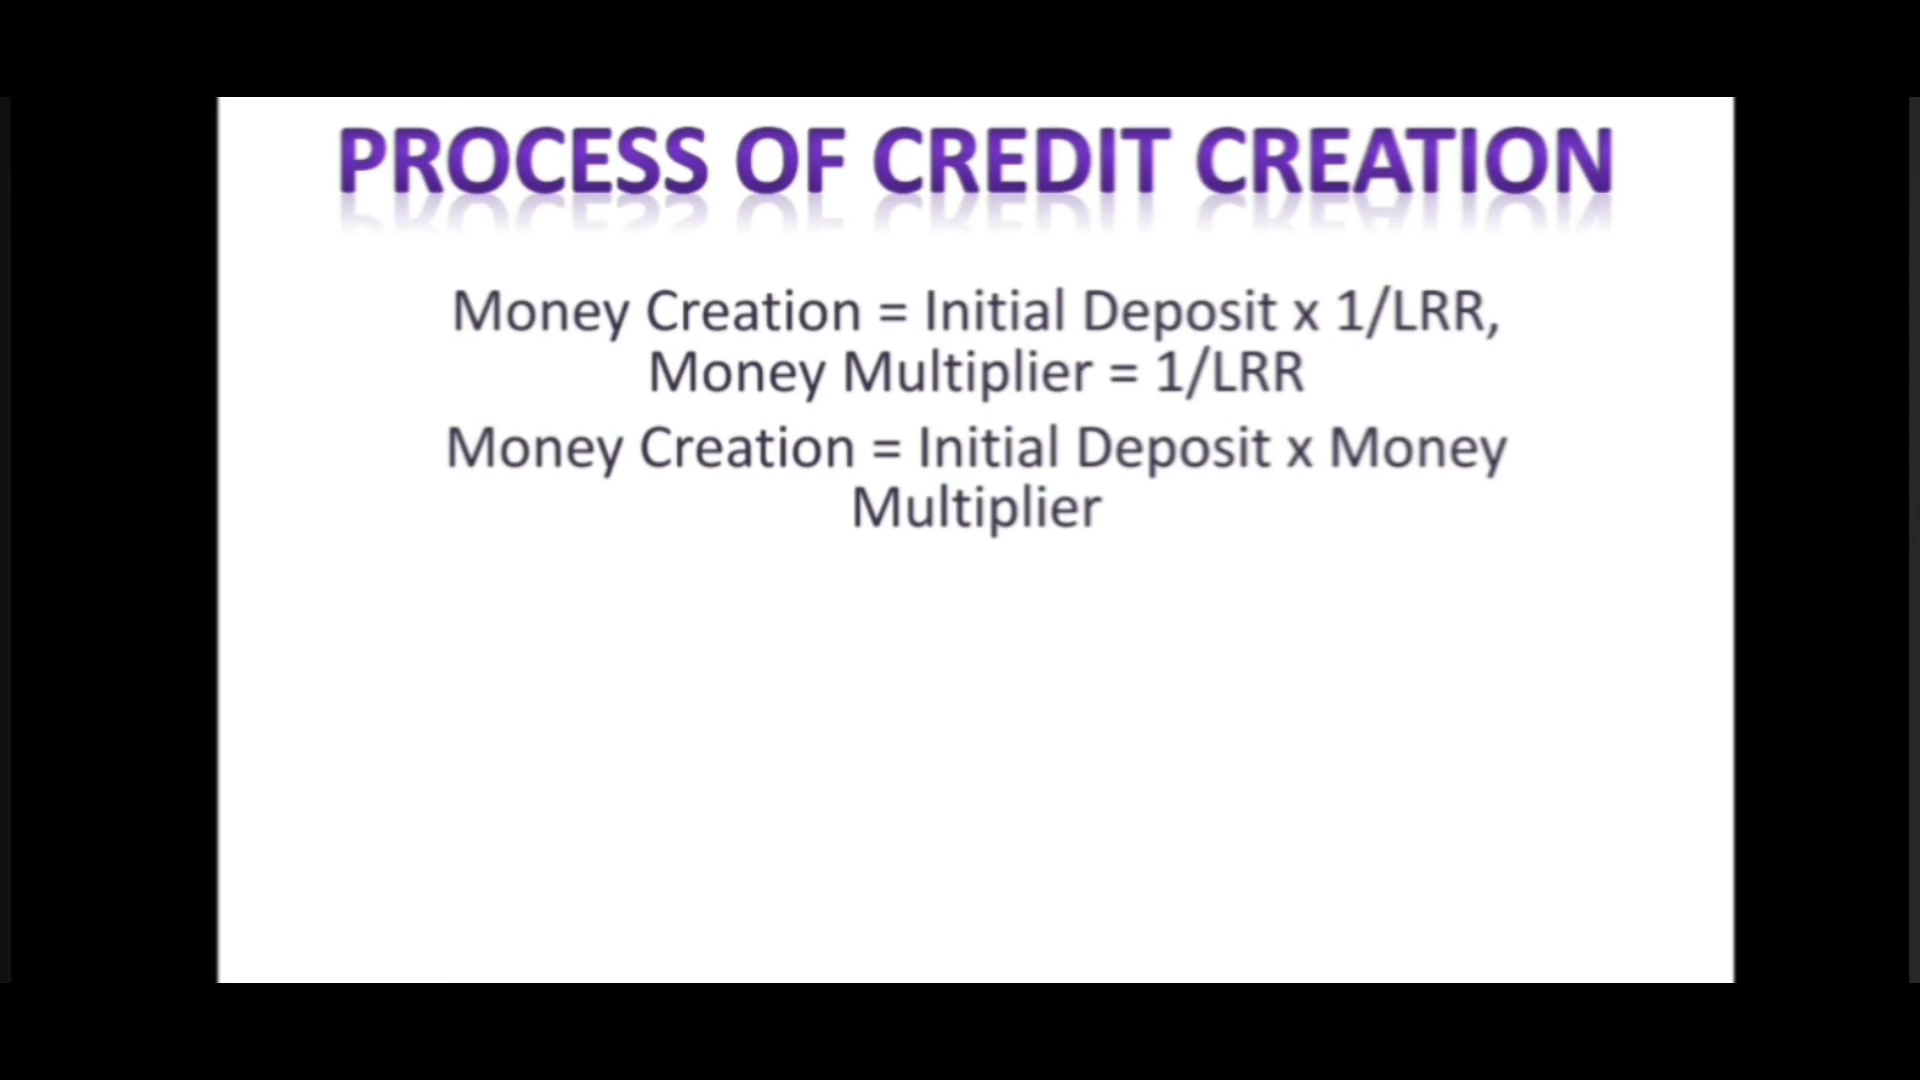 PROCESS OF CREDIT CREATION
Money Creation = Initial Deposit x 1/LRR,
Money Multiplier = 1/LRR
Money Creation = Initial Deposit x Money
Multiplier